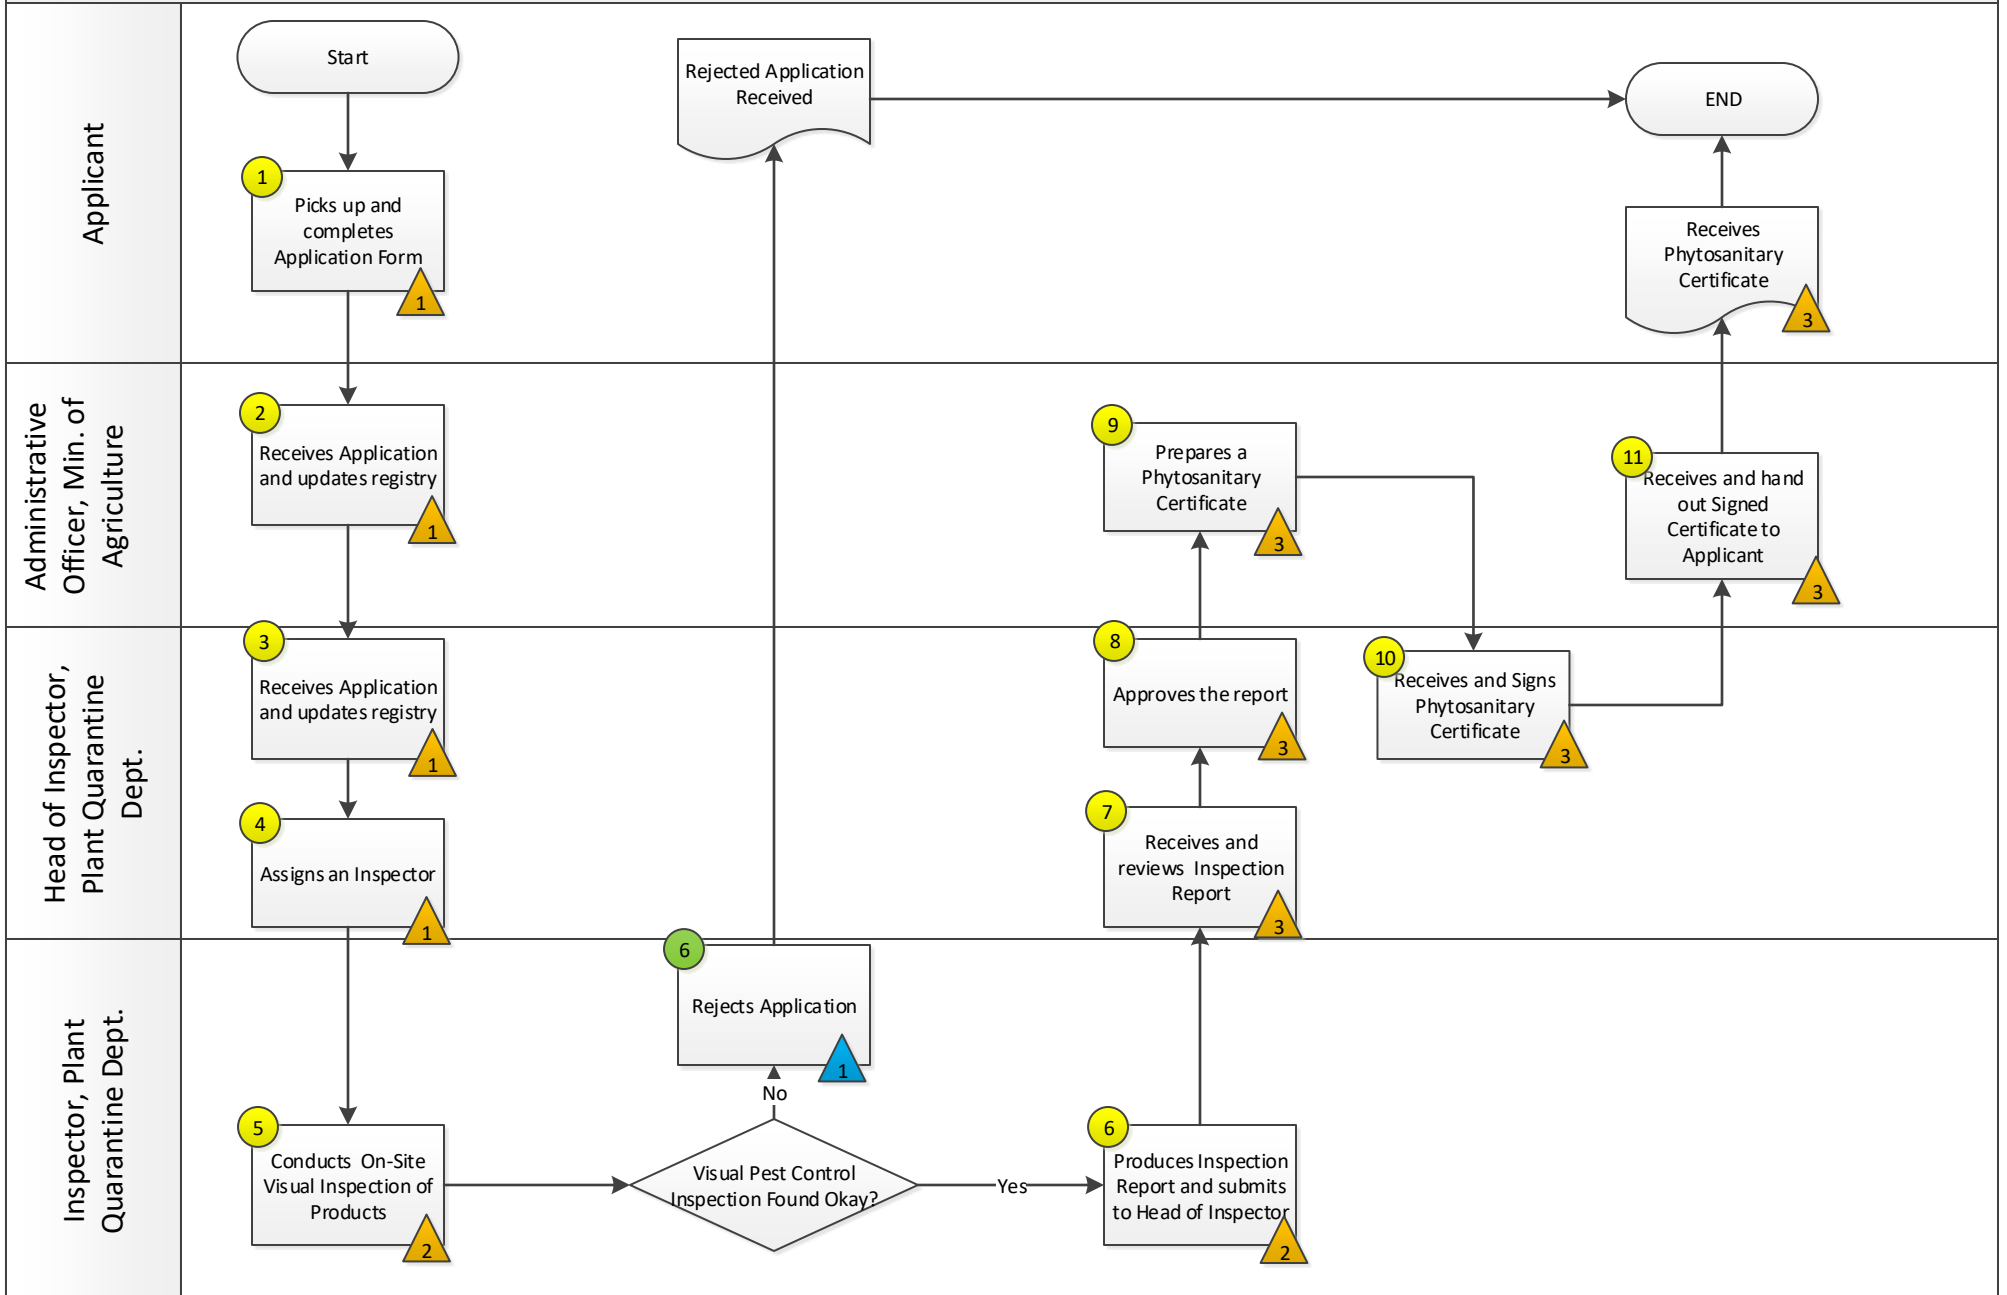 Applicant
Start
1
Picks up and
completes
Application Form
1
Rejected Application
Received
END
Receives
Phytosanitary
Certificate
3
Administrative
Officer, Min. of
Agriculture
2
Receives Application
and updates registry
1
9
Prepares a
Phytosanitary
Certificate
3
11
Receives and hand
out Signed
Certificate to
Applicant
3
Head of Inspector,
Plant Quarantine
Dept.
3
Receives Application
and updates registry
1
4
Assigns an Inspector
1
8
Approves the report
3
7
Receives and
reviews Inspection
Report
3
10
Receives and Signs
Phytosanitary
Certificate
3
Inspector, Plant
Quarantine Dept.
5
Conducts On-Site
Visual Inspection of
Products
2
6
Rejects Application
1
No
Visual Pest Control
Inspection Found Okay?
Yes
6
Produces Inspection
Report and submits
to Head of Inspector
2